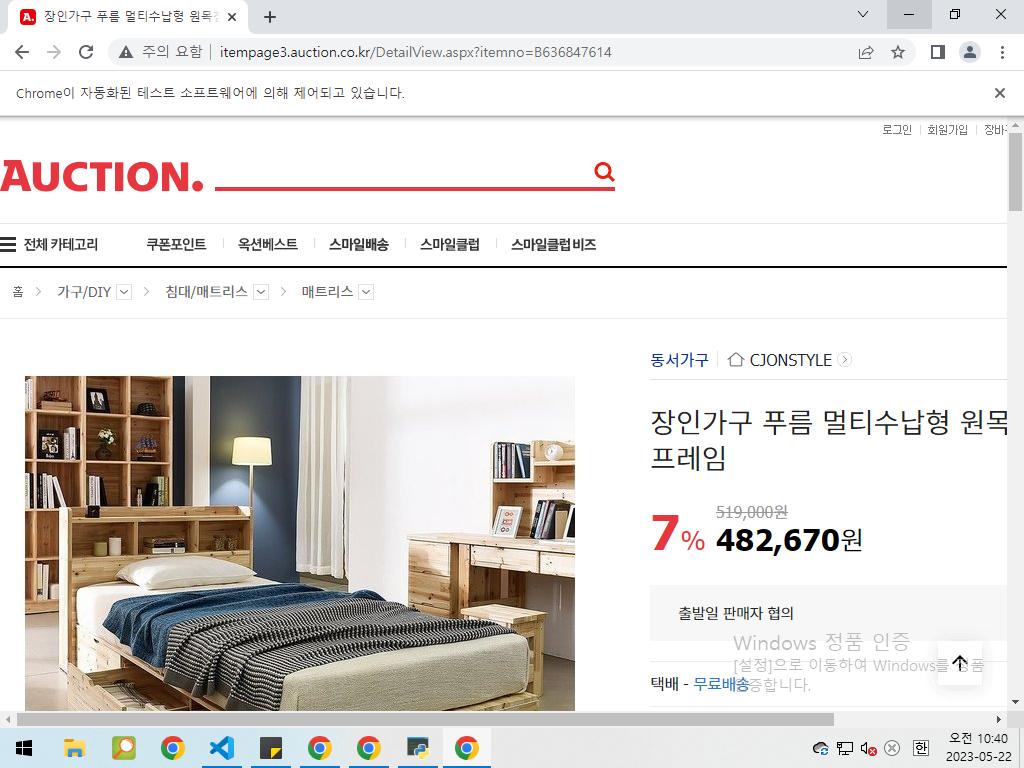 장인가구 푸름 멀티수납형 원목
주의 요함
itempage3.auction.co.kr/DetailView.aspx?itemno=B636847614
Chrome이 자동화된 테스트 소프트웨어에 의해 제어되고 있습니다.
로그인 회원가입 장바
AUCTION.
전체 카테고리 쿠폰포인트 옥션베스트 스마일배송 스마일클럽 스마일클럽 비즈
홈 가구/DIY 침대/매트리스 매트리스
동서가구 CJONSTYLE
장인가구 푸름 멀티수납형 원목
프레임
519,000원
7% 482,670원
출발일 판매자 협의
Windows 정품 인증
[설정]으로 이동하여 Windows를 정품
인증합니다.
택배 - 무료배송
한
오전 10:40
2023-05-22